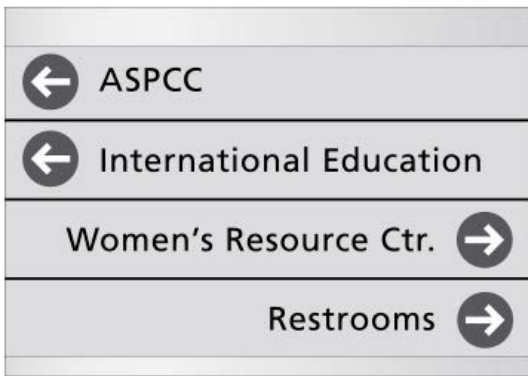 ASPCC
International Education
Women's Resource Ctr.
Restrooms